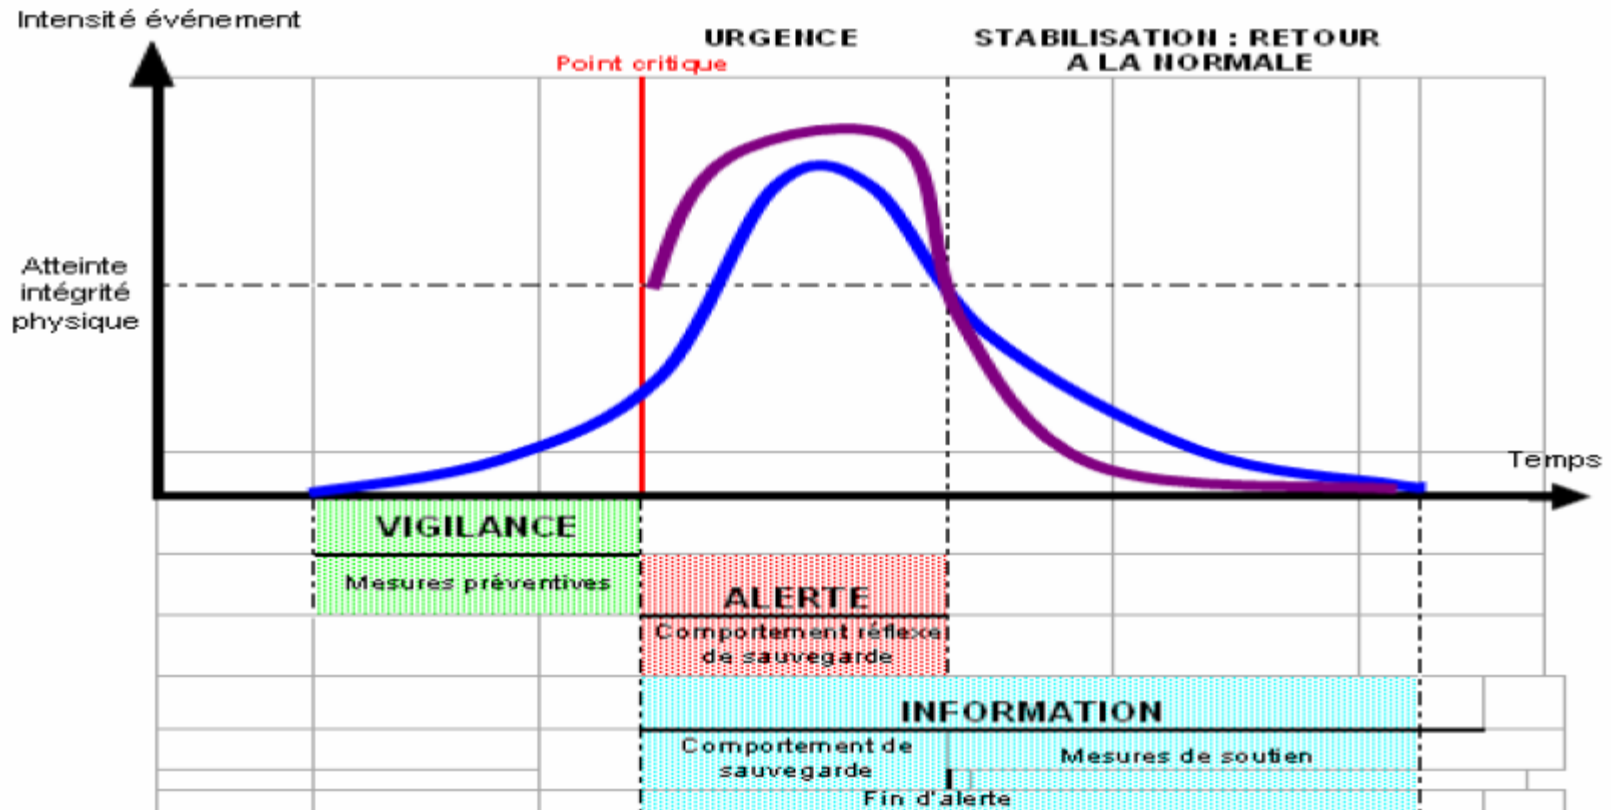 Intensité événement
URGENCE
STABILISATION : RETOUR
A LA NORMALE
Point critique
Atteinte
intégrité
physique
Temps
VIGILANCE
Mesures préventives
ALERTE
Comportement réflexe
de sauvegarde
INFORMATION
Comportement de
sauvegarde
Mesures de soutien
Fin d'alerte